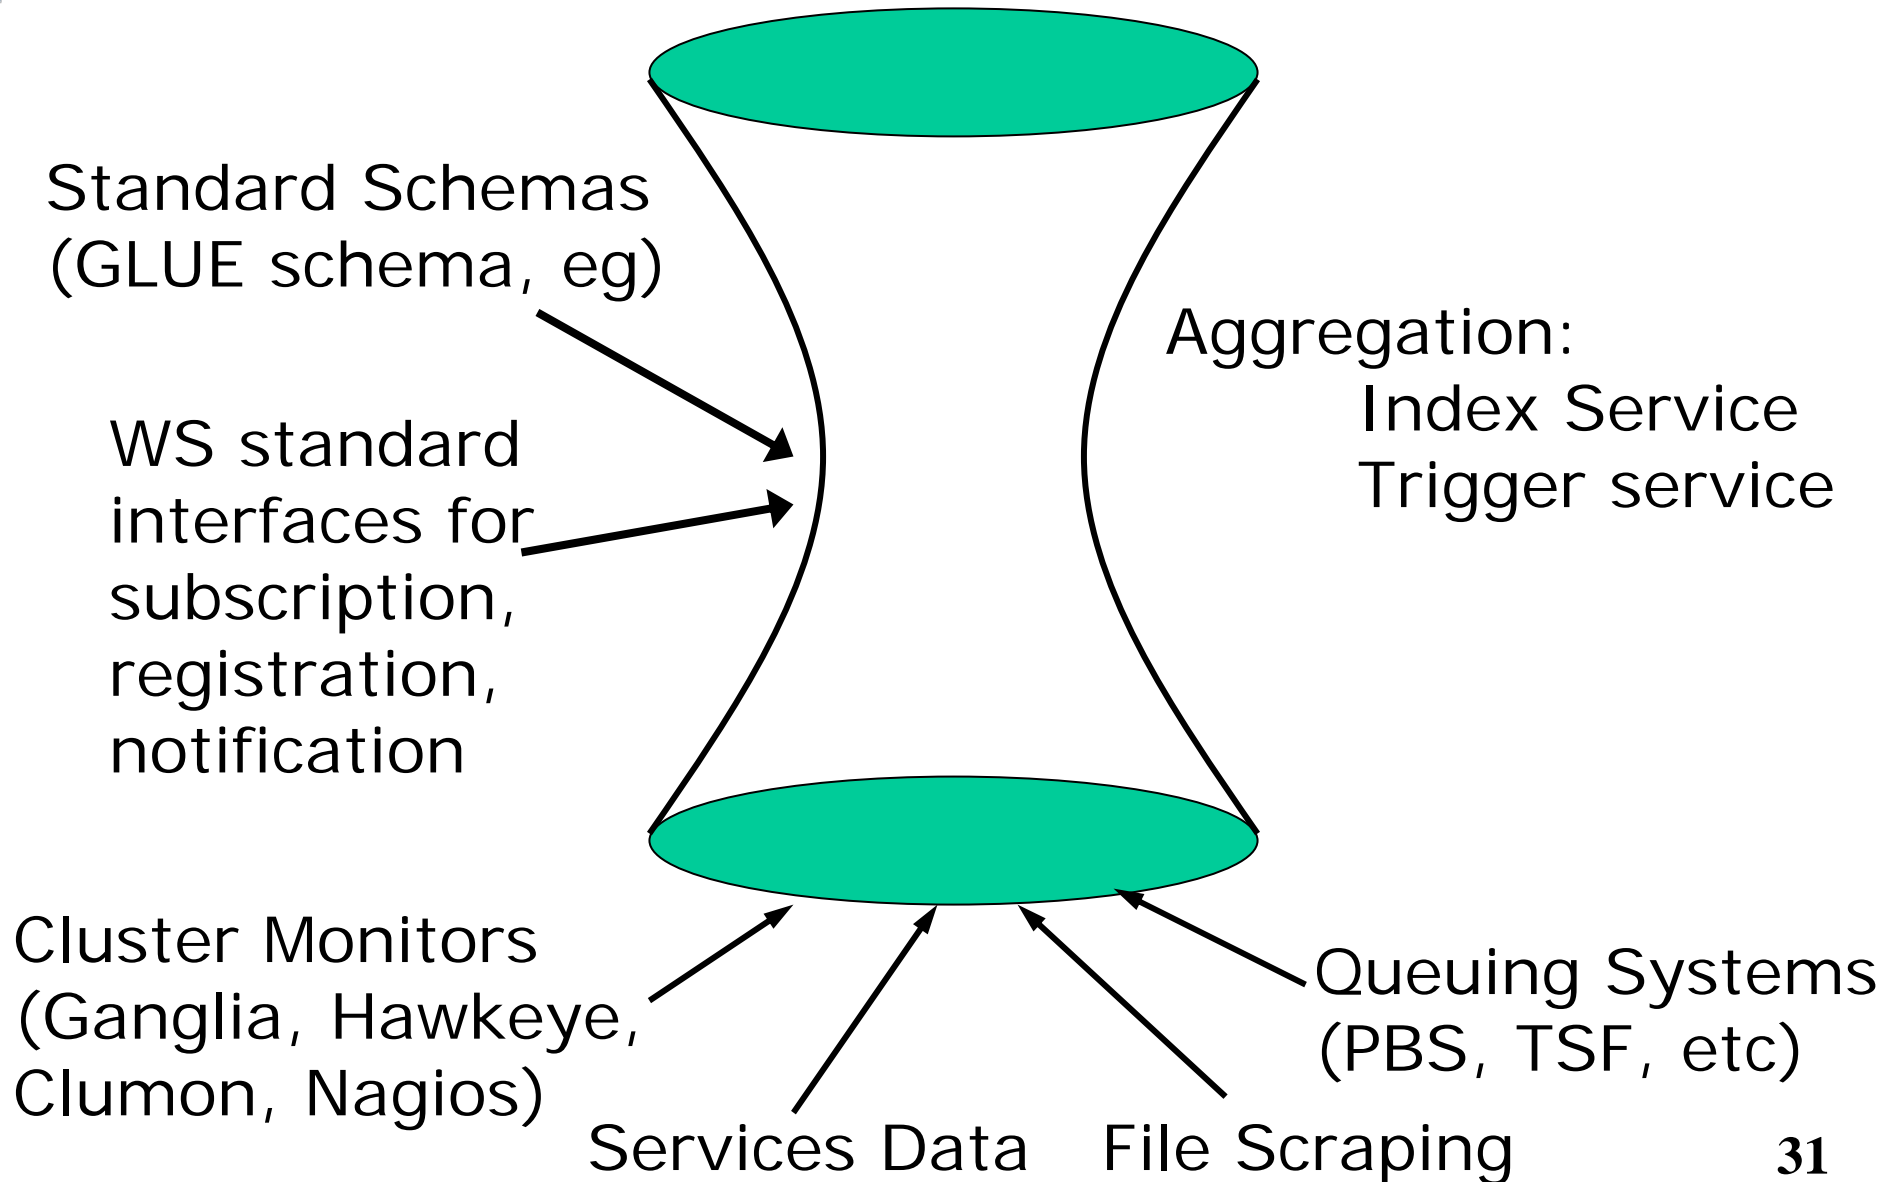 Standard Schemas
(GLUE schema, eg)
Aggregation:
Index Service
Trigger service
WS standard
interfaces for
subscription,
registration,
notification
Cluster Monitors
(Ganglia, Hawkeye,
Clumon, Nagios)
Services Data
File Scraping
Queuing Systems
(PBS, TSF, etc)
31